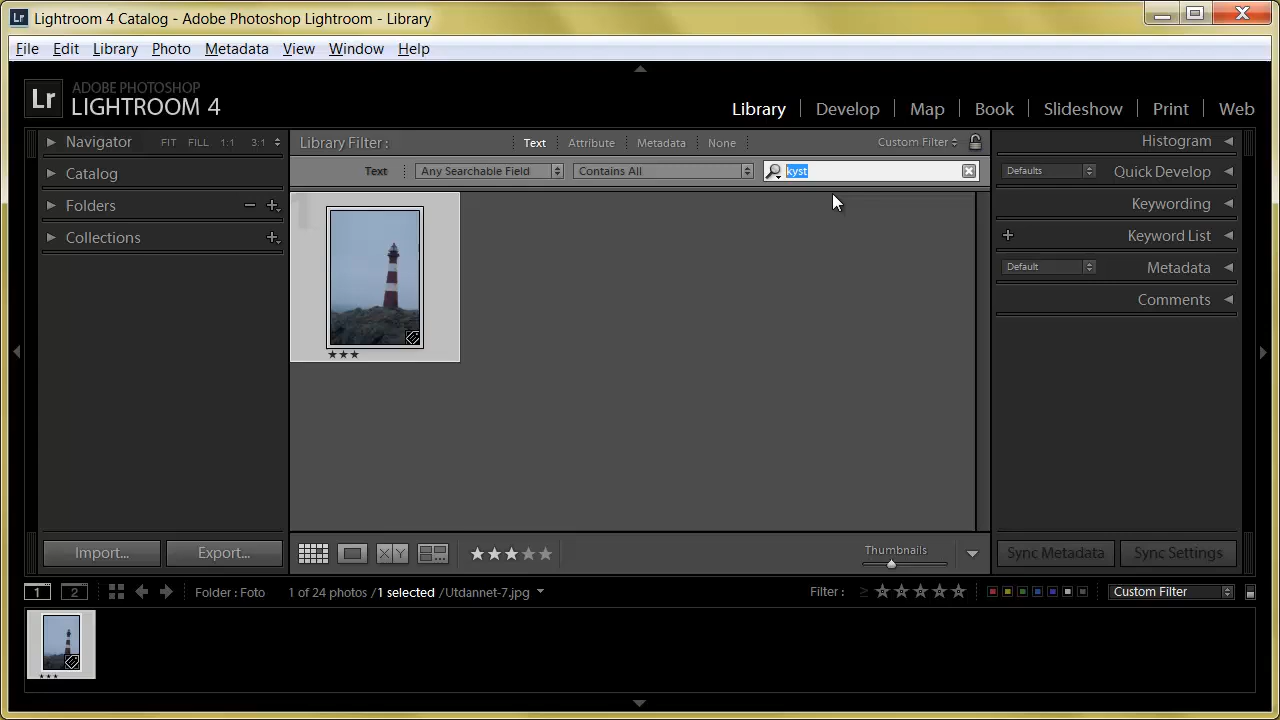 Lr Lightroom 4 Catalog - Adobe Photoshop Lightroom - Library
File Edit Library Photo Metadata View Window Help
Lr ADOBE PHOTOSHOP
LIGHTROOM 4
Library Develop Map Book Slideshow Print Web
Navigator FIT FILL 1:1 3:1
Library Filter : Text Attribute Metadata None Custom Filter
Histogram
Catalog
Text Any Searchable Field Contains All kyst
Defaults Quick Develop
Folders
Keywording
Collections
Keyword List
Default Metadata
Comments
1
Import... Export...
X Y
Thumbnails
Sync Metadata Sync Settings
1 2 Folder : Foto 1 of 24 photos / 1 selected / Utdannet-7.jpg Filter : Custom Filter